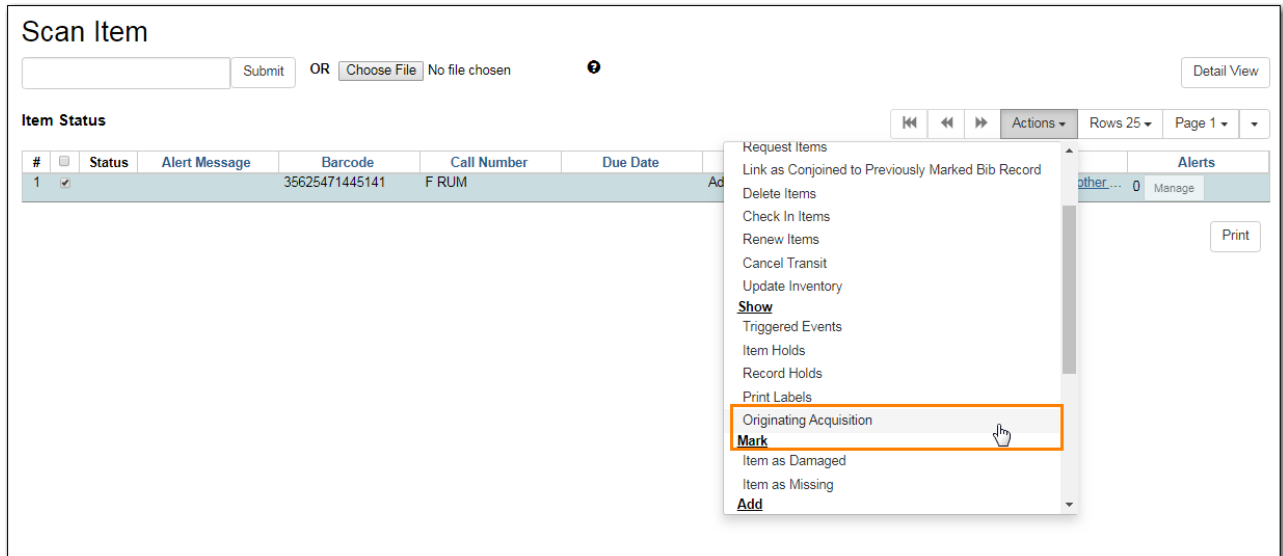 Scan Item
Submit OR Choose File No file chosen Detail View
Item Status Actions Rows 25 Page 1
# Status Alert Message Barcode Call Number Due Date Alerts
1 35625471445141 F RUM Ad other ... 0 Manage
Print
Request Items
Link as Conjoined to Previously Marked Bib Record
Delete Items
Check In Items
Renew Items
Cancel Transit
Update Inventory
Show
Triggered Events
Item Holds
Record Holds
Print Labels
Originating Acquisition
Mark
Item as Damaged
Item as Missing
Add